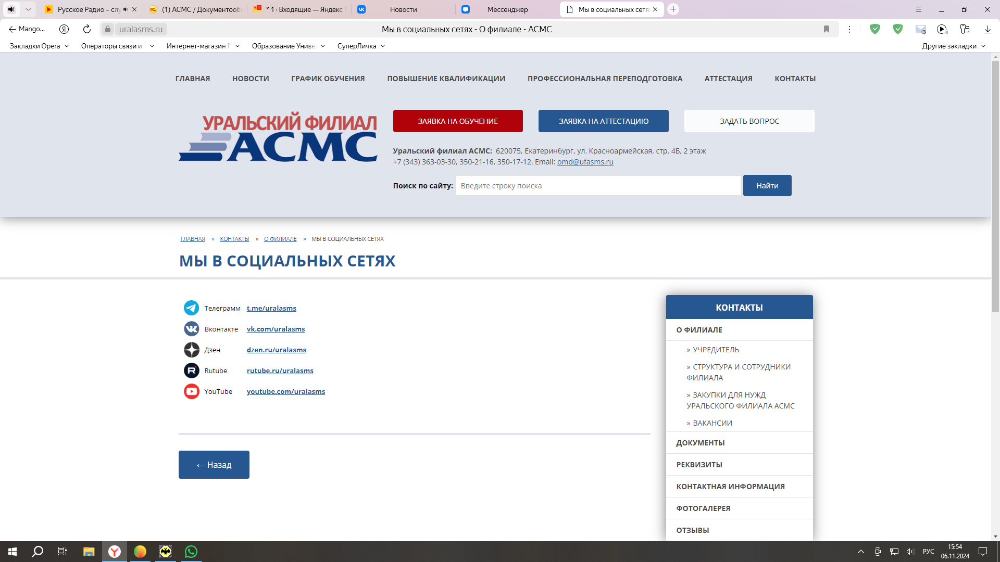 Русское Радио – слу
(1) АСМС / Документооб
* 1 · Входящие — Яндекс
Новости
Мессенджер
Мы в социальных сетя
Mango...
uralasms.ru
Мы в социальных сетях - О филиале - АСМС
Закладки Opera
Операторы связи и
Интернет-магазин
Образование Униве
СуперЛичка
Другие закладки
ГЛАВНАЯ
НОВОСТИ
ГРАФИК ОБУЧЕНИЯ
ПОВЫШЕНИЕ КВАЛИФИКАЦИИ
ПРОФЕССИОНАЛЬНАЯ ПЕРЕПОДГОТОВКА
АТТЕСТАЦИЯ
КОНТАКТЫ
УРАЛЬСКИЙ ФИЛИАЛ
АСМС
ЗАЯВКА НА ОБУЧЕНИЕ
ЗАЯВКА НА АТТЕСТАЦИЮ
ЗАДАТЬ ВОПРОС
Уральский филиал АСМС: 620075, Екатеринбург, ул. Красноармейская, стр. 4Б, 2 этаж
+7 (343) 363-03-30, 350-21-16, 350-17-12. Email: omd@ufasms.ru
Поиск по сайту:
Введите строку поиска
Найти
ГЛАВНАЯ » КОНТАКТЫ » О ФИЛИАЛЕ » МЫ В СОЦИАЛЬНЫХ СЕТЯХ
МЫ В СОЦИАЛЬНЫХ СЕТЯХ
Телеграмм t.me/uralasms
Вконтакте vk.com/uralasms
Дзен dzen.ru/uralasms
Rutube rutube.ru/uralasms
YouTube youtube.com/uralasms
← Назад
КОНТАКТЫ
О ФИЛИАЛЕ
» УЧРЕДИТЕЛЬ
» СТРУКТУРА И СОТРУДНИКИ
ФИЛИАЛА
» ЗАКУПКИ ДЛЯ НУЖД
УРАЛЬСКОГО ФИЛИАЛА АСМС
» ВАКАНСИИ
ДОКУМЕНТЫ
РЕКВИЗИТЫ
КОНТАКТНАЯ ИНФОРМАЦИЯ
ФОТОГАЛЕРЕЯ
ОТЗЫВЫ
РУС
15:54
06.11.2024